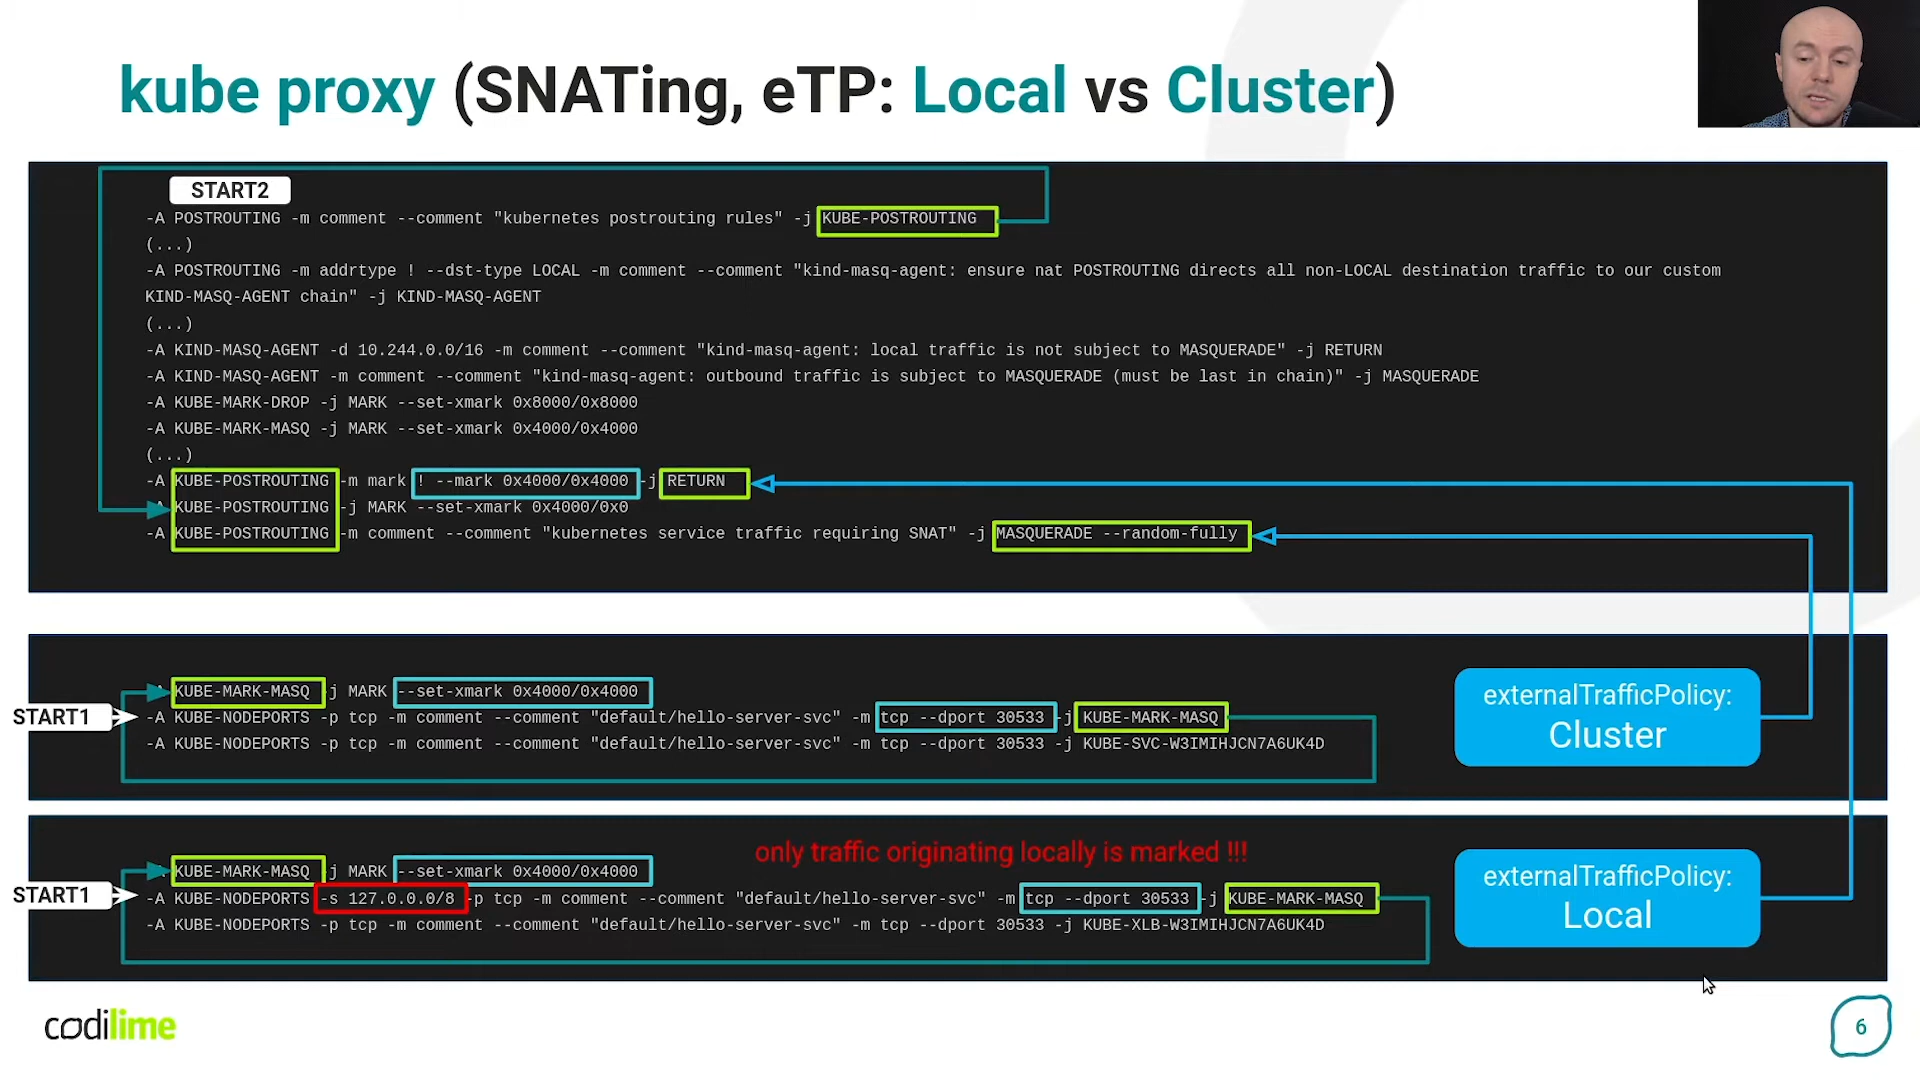 kube proxy (SNATing, eTP: Local vs Cluster)
START2
-A POSTROUTING -m comment --comment "kubernetes postrouting rules" -j KUBE-POSTROUTING
(...)
-A POSTROUTING -m addrtype ! --dst-type LOCAL -m comment --comment "kind-masq-agent: ensure nat POSTROUTING directs all non-LOCAL destination traffic to our custom
KIND-MASQ-AGENT chain" -j KIND-MASQ-AGENT
(...)
-A KIND-MASQ-AGENT -d 10.244.0.0/16 -m comment --comment "kind-masq-agent: local traffic is not subject to MASQUERADE" -j RETURN
-A KIND-MASQ-AGENT -m comment --comment "kind-masq-agent: outbound traffic is subject to MASQUERADE (must be last in chain)" -j MASQUERADE
-A KUBE-MARK-DROP -j MARK --set-xmark 0x8000/0x8000
-A KUBE-MARK-MASQ -j MARK --set-xmark 0x4000/0x4000
(...)
-A KUBE-POSTROUTING -m mark ! --mark 0x4000/0x4000 -j RETURN
-A KUBE-POSTROUTING -j MARK --set-xmark 0x4000/0x0
-A KUBE-POSTROUTING -m comment --comment "kubernetes service traffic requiring SNAT" -j MASQUERADE --random-fully
-A KUBE-MARK-MASQ -j MARK --set-xmark 0x4000/0x4000
START1
-A KUBE-NODEPORTS -p tcp -m comment --comment "default/hello-server-svc" -m tcp --dport 30533 -j KUBE-MARK-MASQ
-A KUBE-NODEPORTS -p tcp -m comment --comment "default/hello-server-svc" -m tcp --dport 30533 -j KUBE-SVC-W3IMIHJCN7A6UK4D
externalTrafficPolicy:
Cluster
only traffic originating locally is marked !!!
-A KUBE-MARK-MASQ -j MARK --set-xmark 0x4000/0x4000
START1
-A KUBE-NODEPORTS -s 127.0.0.0/8 -p tcp -m comment --comment "default/hello-server-svc" -m tcp --dport 30533 -j KUBE-MARK-MASQ
-A KUBE-NODEPORTS -p tcp -m comment --comment "default/hello-server-svc" -m tcp --dport 30533 -j KUBE-XLB-W3IMIHJCN7A6UK4D
externalTrafficPolicy:
Local
codilime
6